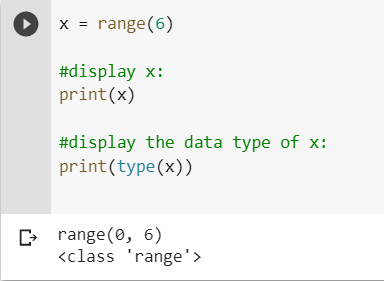 x = range(6)
#display x:
print(x)
#display the data type of x:
print(type(x))
range(0, 6)
<class 'range'>